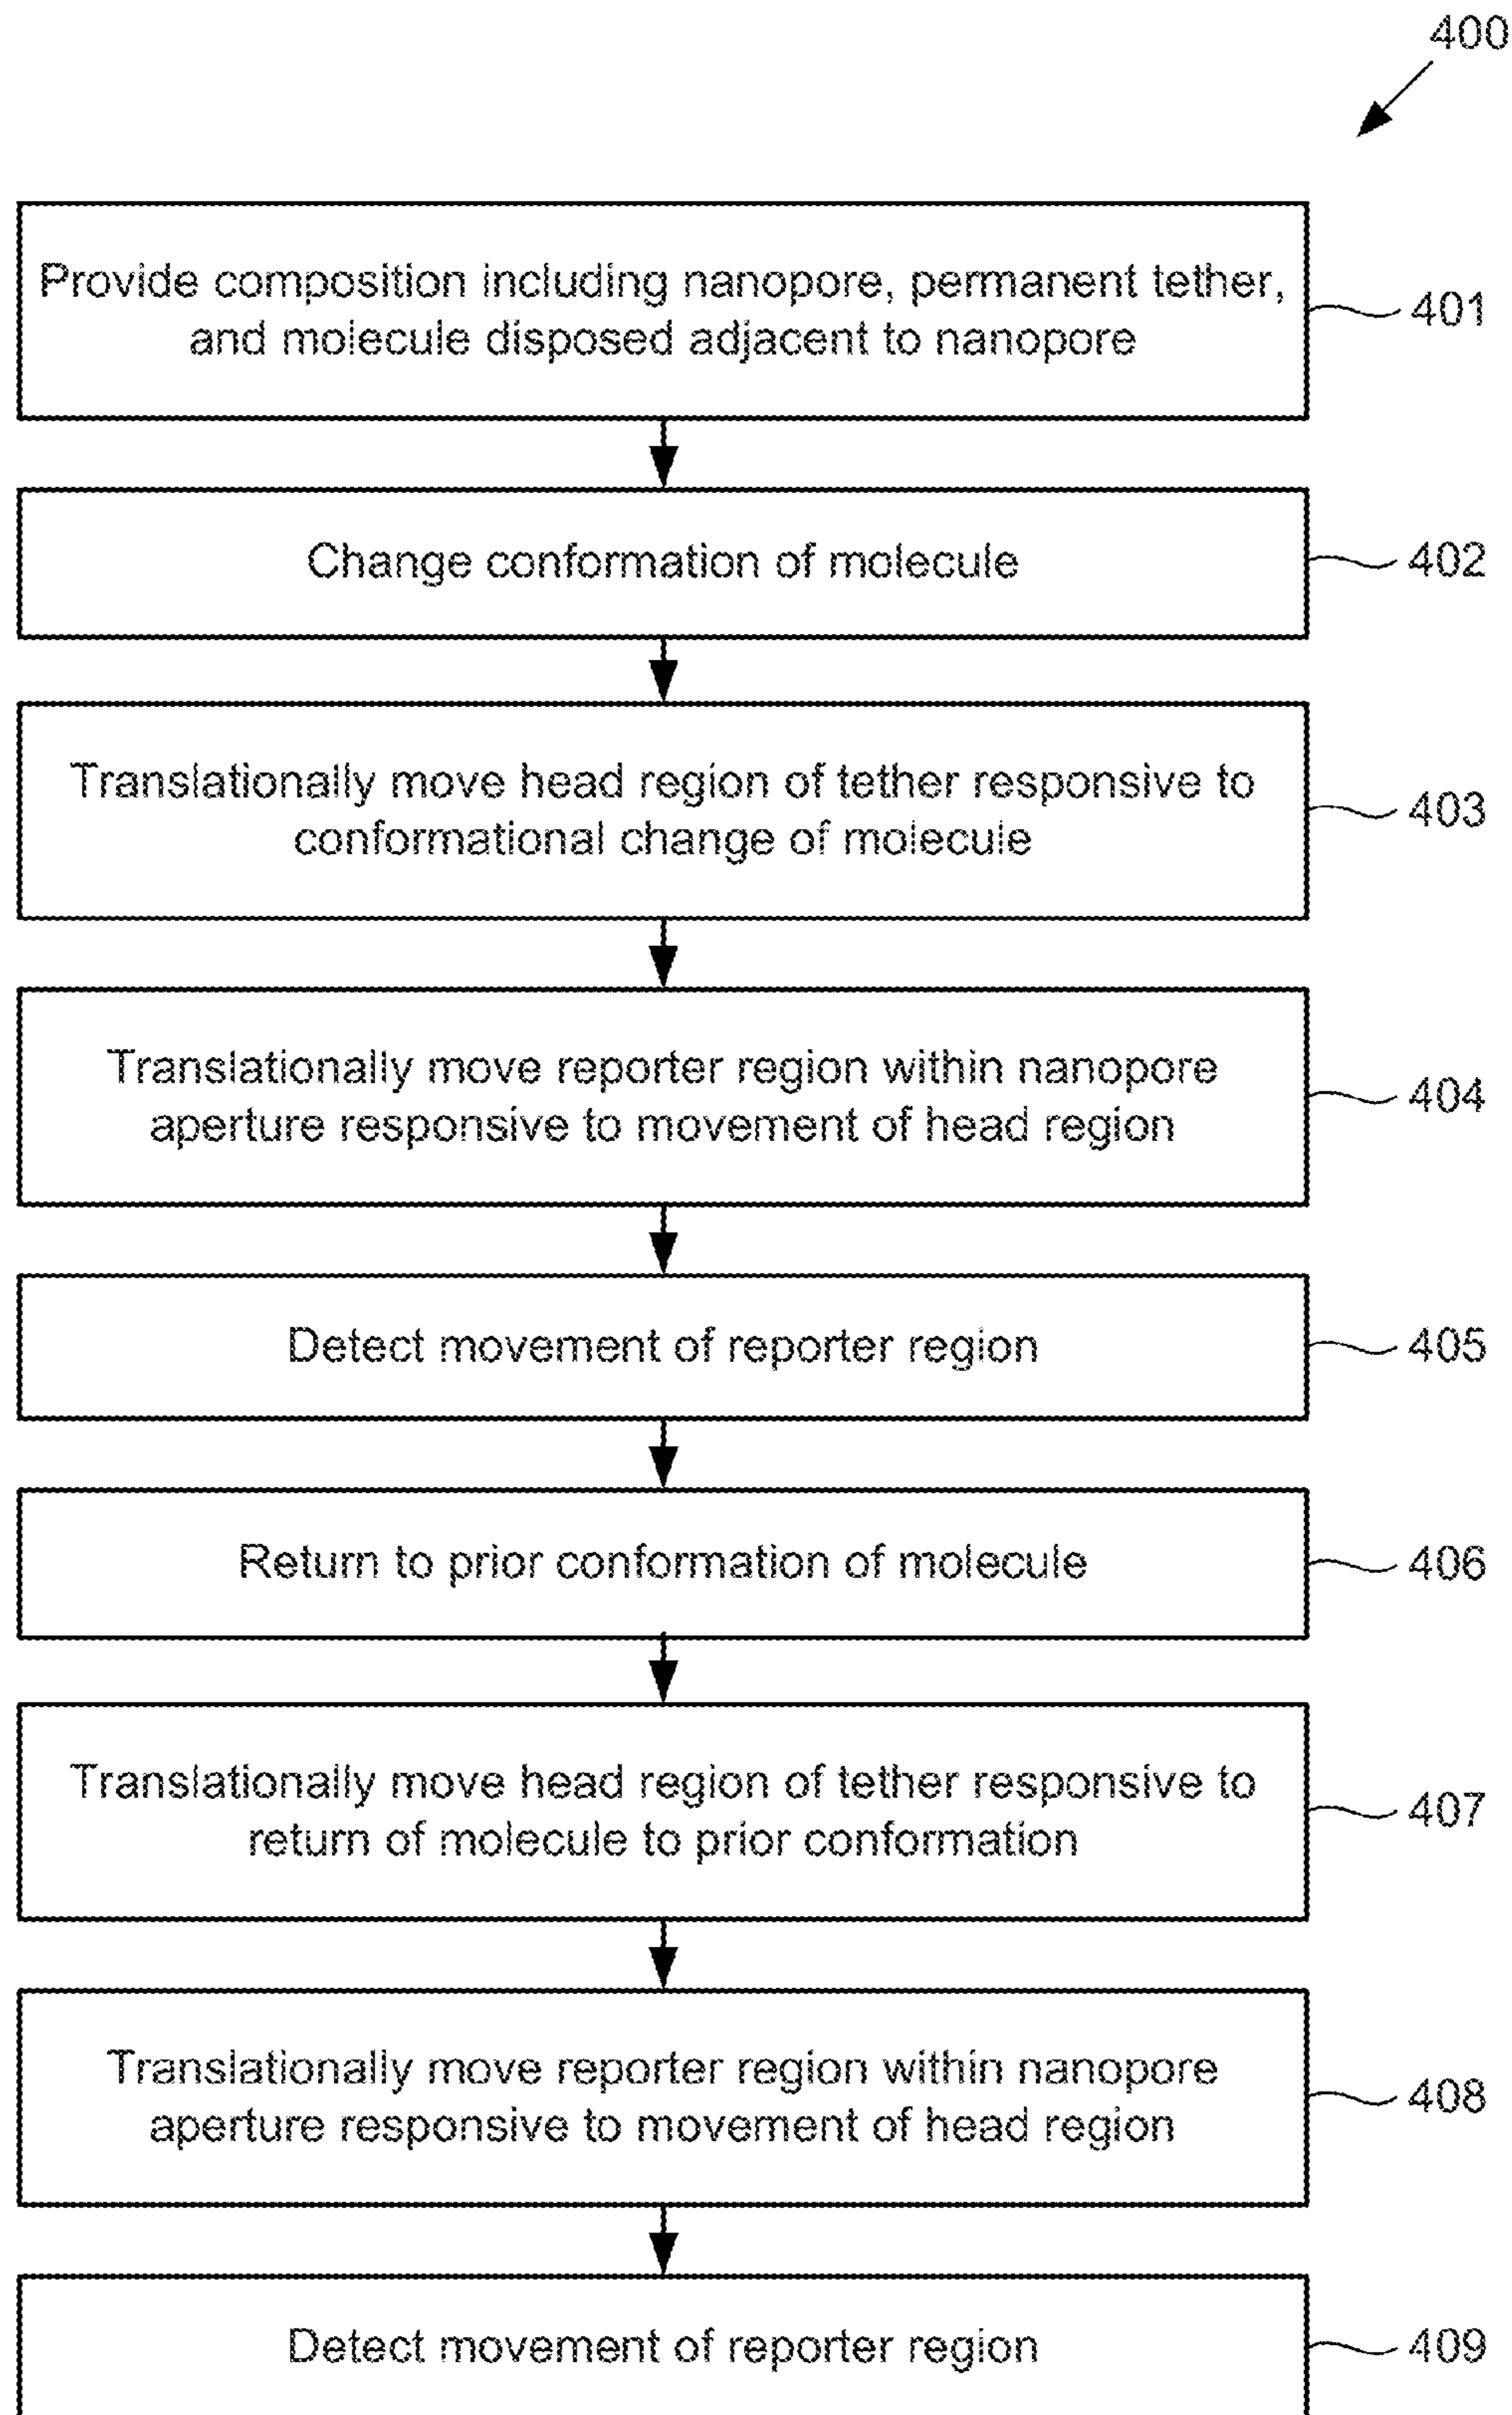 400
Provide composition including nanopore, permanent tether,
and molecule disposed adjacent to nanopore
401
Change conformation of molecule
402
Translationally move head region of tether responsive to
conformational change of molecule
403
Translationally move reporter region within nanopore
aperture responsive to movement of head region
404
Detect movement of reporter region
405
Return to prior conformation of molecule
406
Translationally move head region of tether responsive to
return of molecule to prior conformation
407
Translationally move reporter region within nanopore
aperture responsive to movement of head region
408
Detect movement of reporter region
409